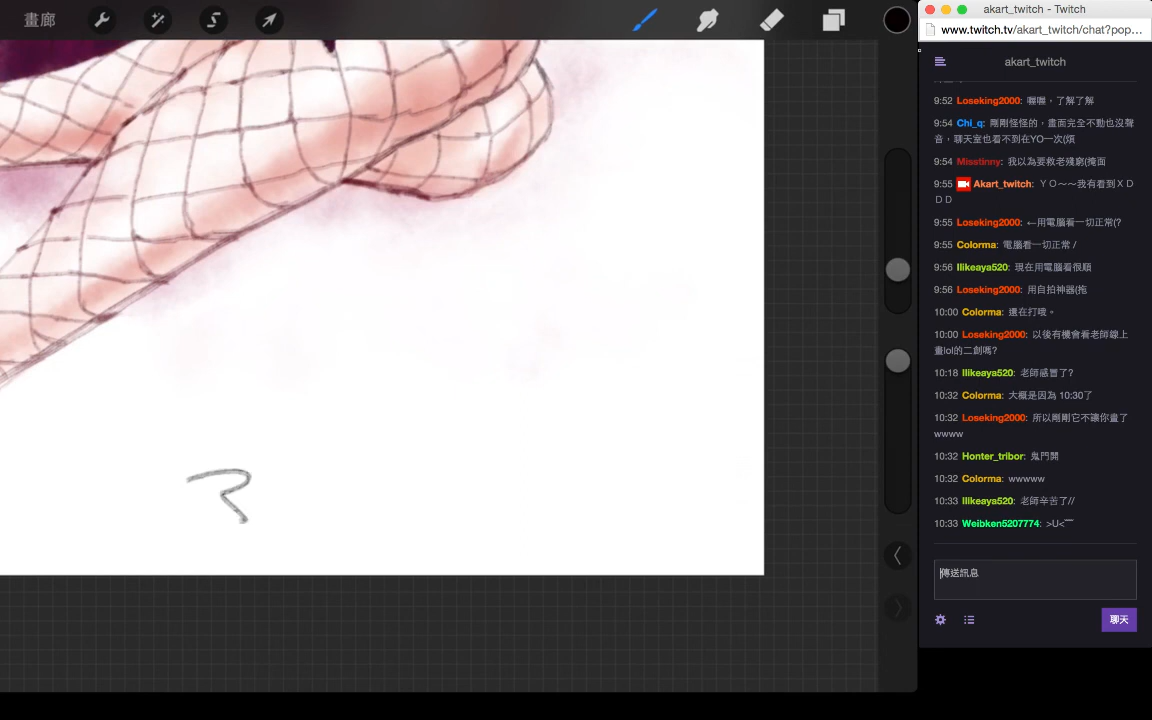 畫廊
マ
akart_twitch - Twitch
www.twitch.tv/akart_twitch/chat?pop…
akart_twitch
9:52 Loseking2000: 喔喔，了解了解
9:54 Chi_q: 剛剛怪怪的，畫面完全不動也沒聲
音，聊天室也看不到在YO一次(煩
9:54 Misstinny: 我以為要救老殘窮(掩面
9:55 Akart_twitch: ＹＯ～～我有看到ＸＤ
ＤＤ
9:55 Loseking2000: ←用電腦看一切正常(?
9:55 Colorma: 電腦看一切正常 /
9:56 Ilikeaya520: 現在用電腦看很順
9:56 Loseking2000: 用自拍神器(拖
10:00 Colorma: 還在打哦。
10:00 Loseking2000: 以後有機會看老師線上
畫lol的二創嗎?
10:18 Ilikeaya520: 老師感冒了?
10:32 Colorma: 大概是因為 10:30了
10:32 Loseking2000: 所以剛剛它不讓你畫了
wwww
10:32 Honter_tribor: 鬼門開
10:32 Colorma: wwwww
10:33 Ilikeaya520: 老師辛苦了//
10:33 Weibken5207774: >U<¯¯
傳送訊息
聊天